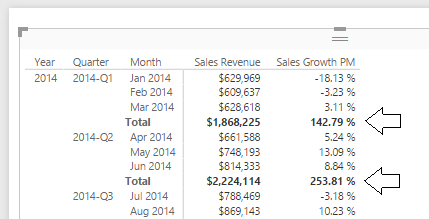 Year Quarter Month Sales Revenue Sales Growth PM
2014 2014-Q1 Jan 2014 $629,969 -18.13 %
Feb 2014 $609,637 -3.23 %
Mar 2014 $628,618 3.11 %
Total $1,868,225 142.79 %
2014-Q2 Apr 2014 $661,588 5.24 %
May 2014 $748,193 13.09 %
Jun 2014 $814,333 8.84 %
Total $2,224,114 253.81 %
2014-Q3 Jul 2014 $788,469 -3.18 %
Aug 2014 $869,143 10.23 %